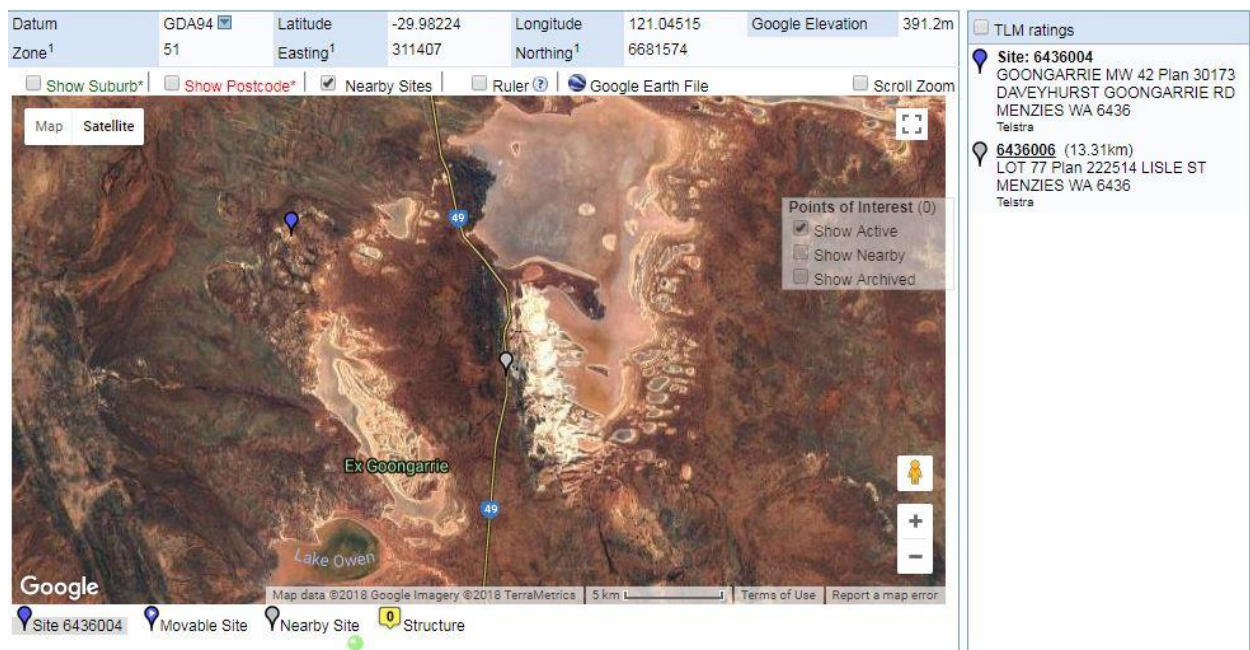 Datum GDA94 Latitude -29.98224 Longitude 121.04515 Google Elevation 391.2m
Zone1 51 Easting1 311407 Northing1 6681574
Show Suburb* Show Postcode* Nearby Sites Ruler ? Google Earth File Scroll Zoom
Map Satellite
49
Points of Interest (0)
Show Active
Show Nearby
Show Archived
Ex Goongarrie
49
Lake Owen
Google
Map data ©2018 Google Imagery ©2018 TerraMetrics 5 km Terms of Use Report a map error
Site 6436004 Movable Site Nearby Site 0 Structure
TLM ratings
Site: 6436004
GOONGARRIE MW 42 Plan 30173
DAVEYHURST GOONGARRIE RD
MENZIES WA 6436
Telstra
6436006 (13.31km)
LOT 77 Plan 222514 LISLE ST
MENZIES WA 6436
Telstra